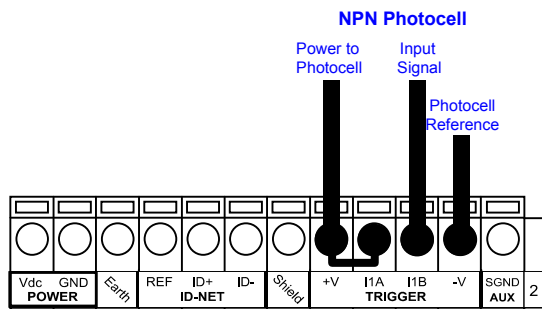 NPN Photocell
Power to Photocell
Input Signal
Photocell Reference
Vdc GND Earth REF ID+ ID- Shield +V I1A I1B -V SGND 2
POWER ID-NET TRIGGER AUX